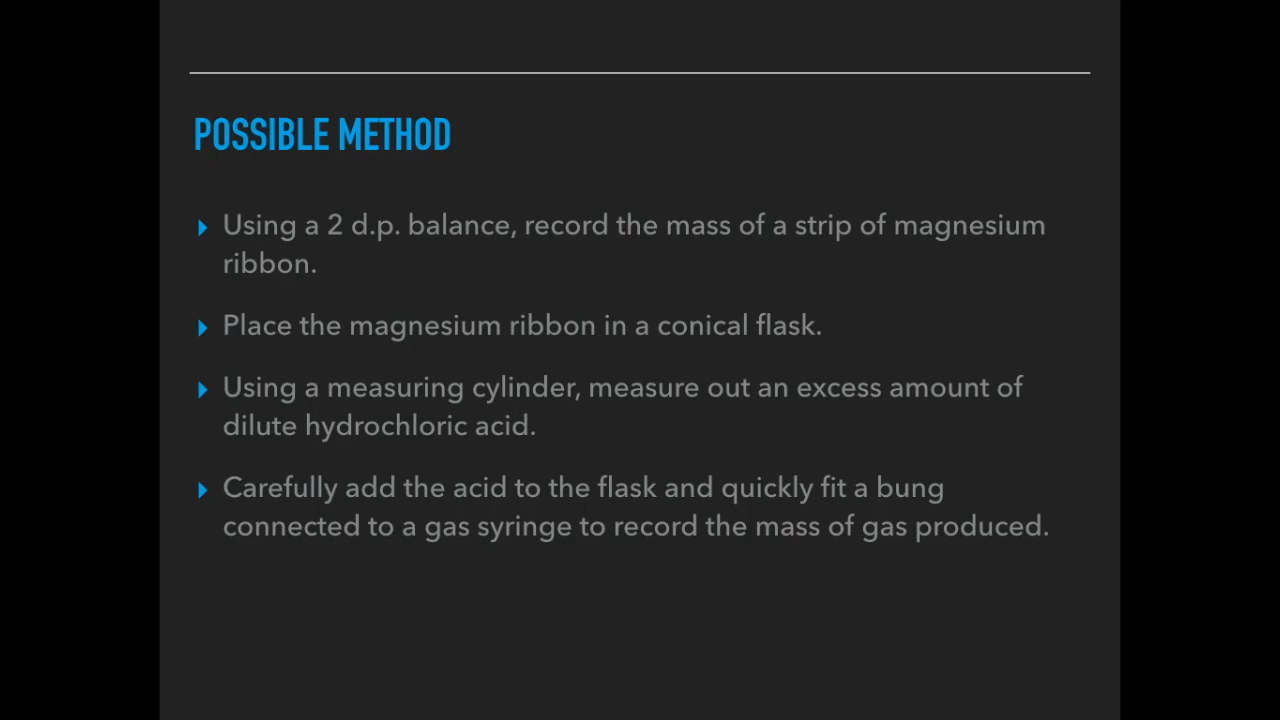 POSSIBLE METHOD
Using a 2 d.p. balance, record the mass of a strip of magnesium
ribbon.
Place the magnesium ribbon in a conical flask.
Using a measuring cylinder, measure out an excess amount of
dilute hydrochloric acid.
Carefully add the acid to the flask and quickly fit a bung
connected to a gas syringe to record the mass of gas produced.